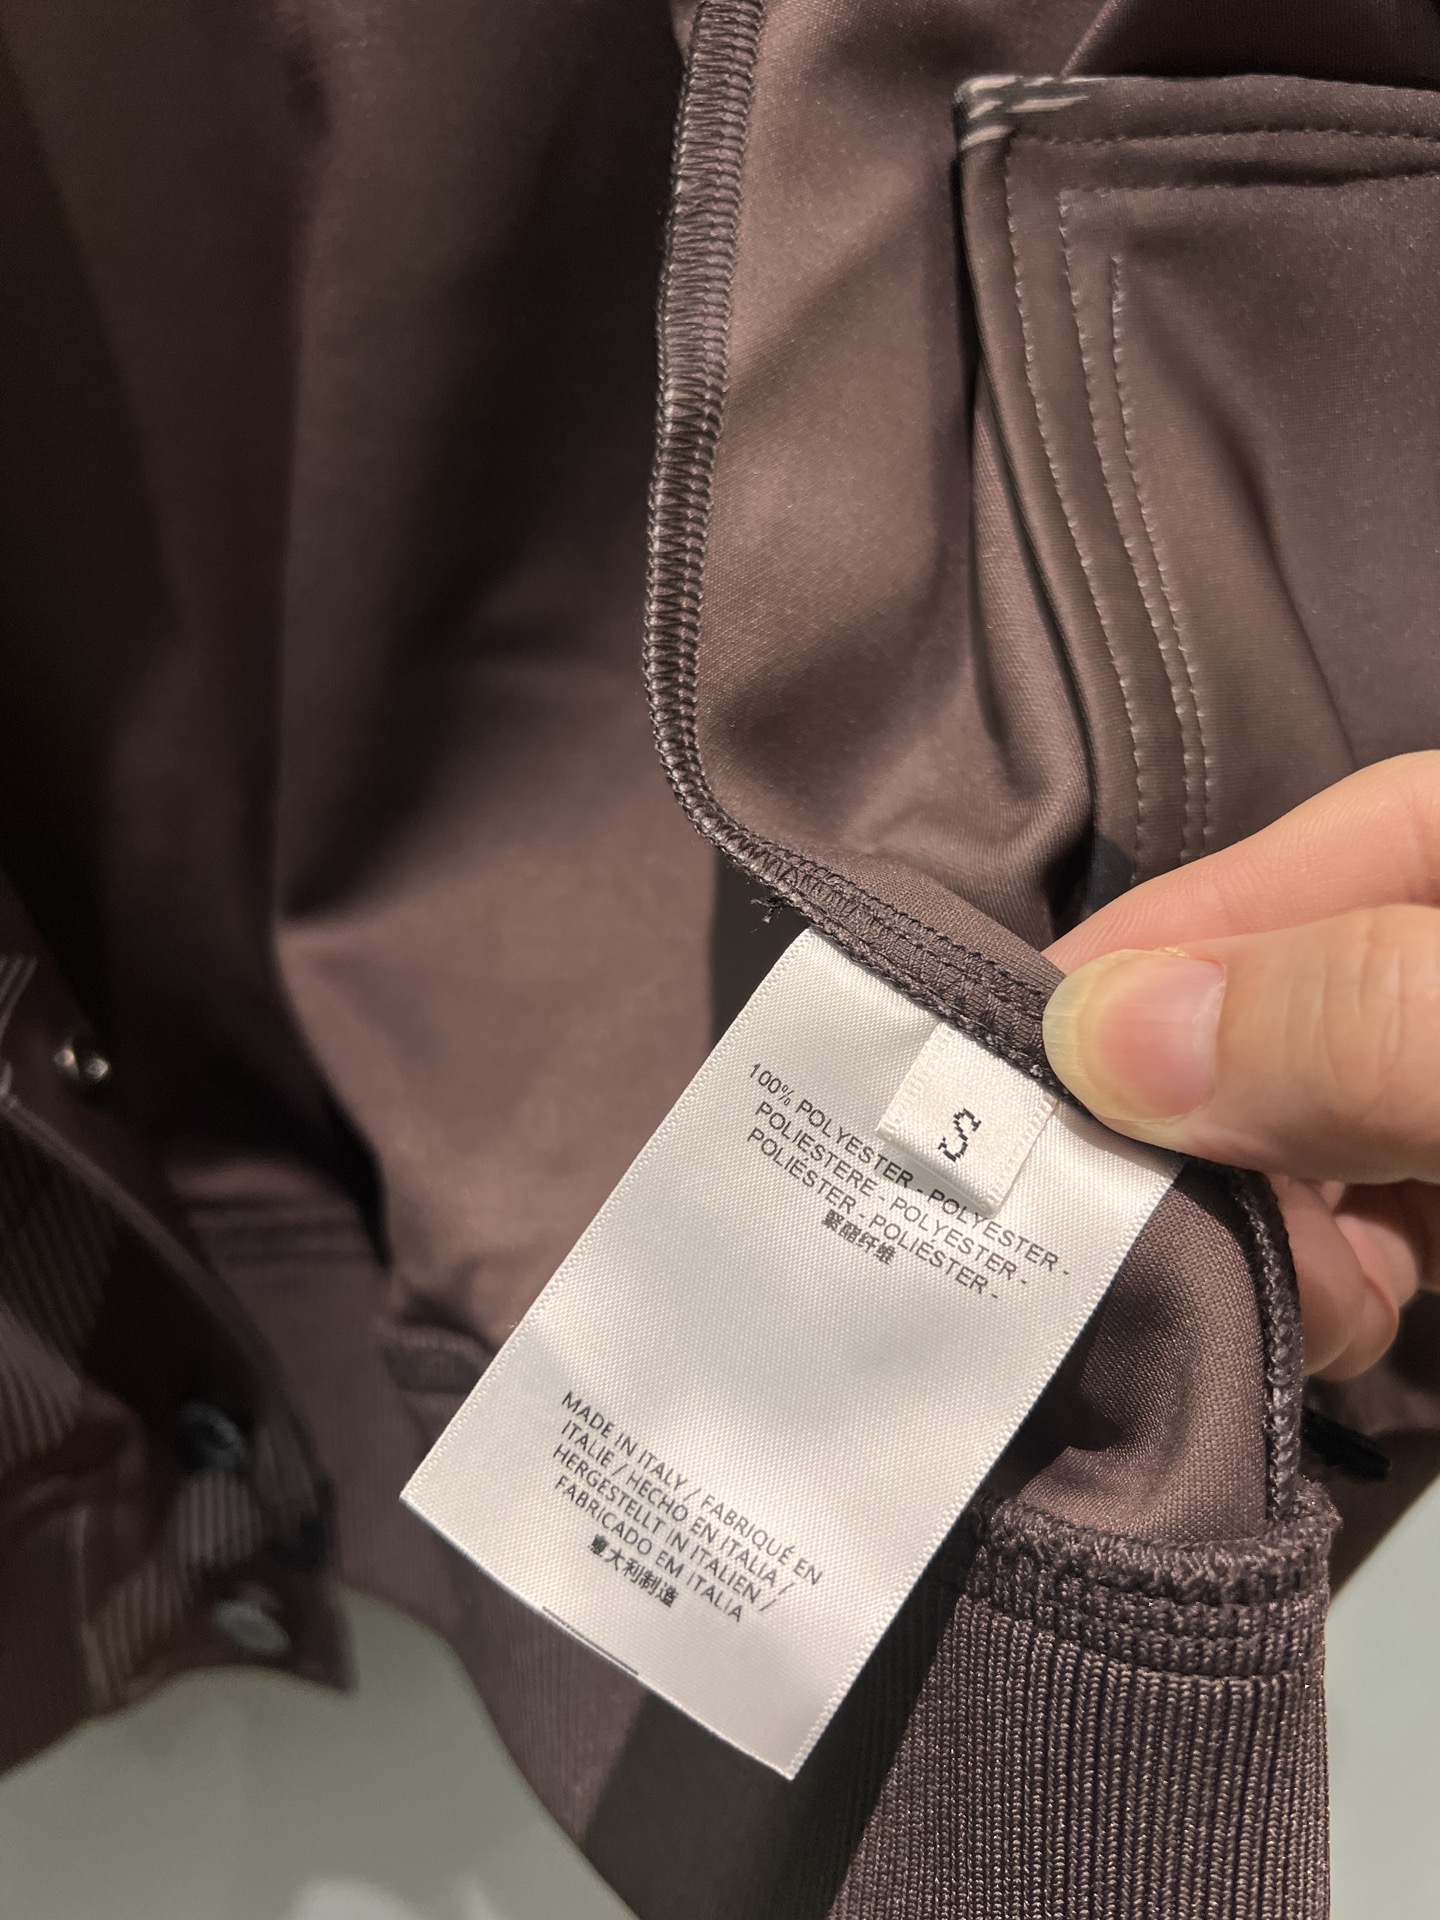 S
100% POLYESTER - POLYESTER -
POLIESTERE - POLYESTER -
POLIÉSTER - POLIÉSTER -
聚酯纤维
MADE IN ITALY / FABRIQUÉ EN
ITALIE / HECHO EN ITALIA /
HERGESTELLT IN ITALIEN /
FABRICADO EM ITALIA
意大利制造